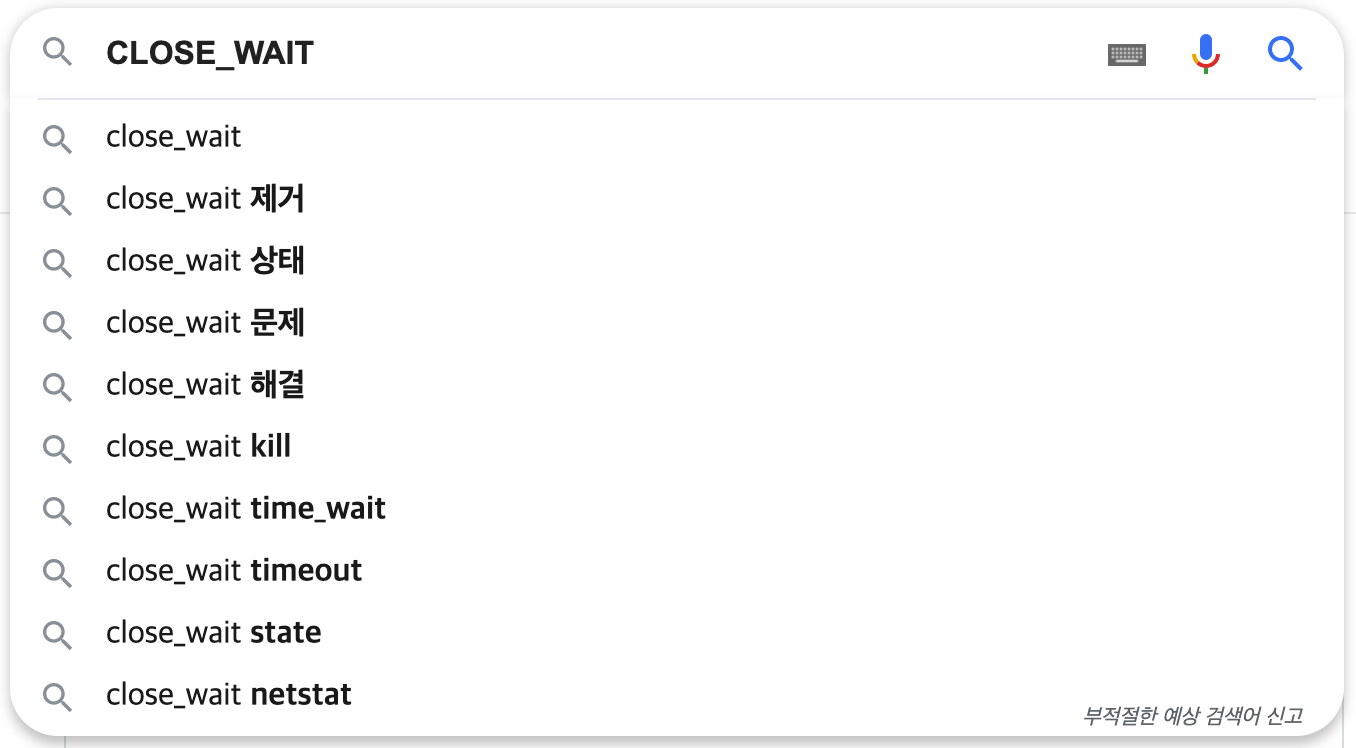 CLOSE_WAIT
close_wait
close_wait 제거
close_wait 상태
close_wait 문제
close_wait 해결
close_wait kill
close_wait time_wait
close_wait timeout
close_wait state
close_wait netstat
부적절한 예상 검색어 신고